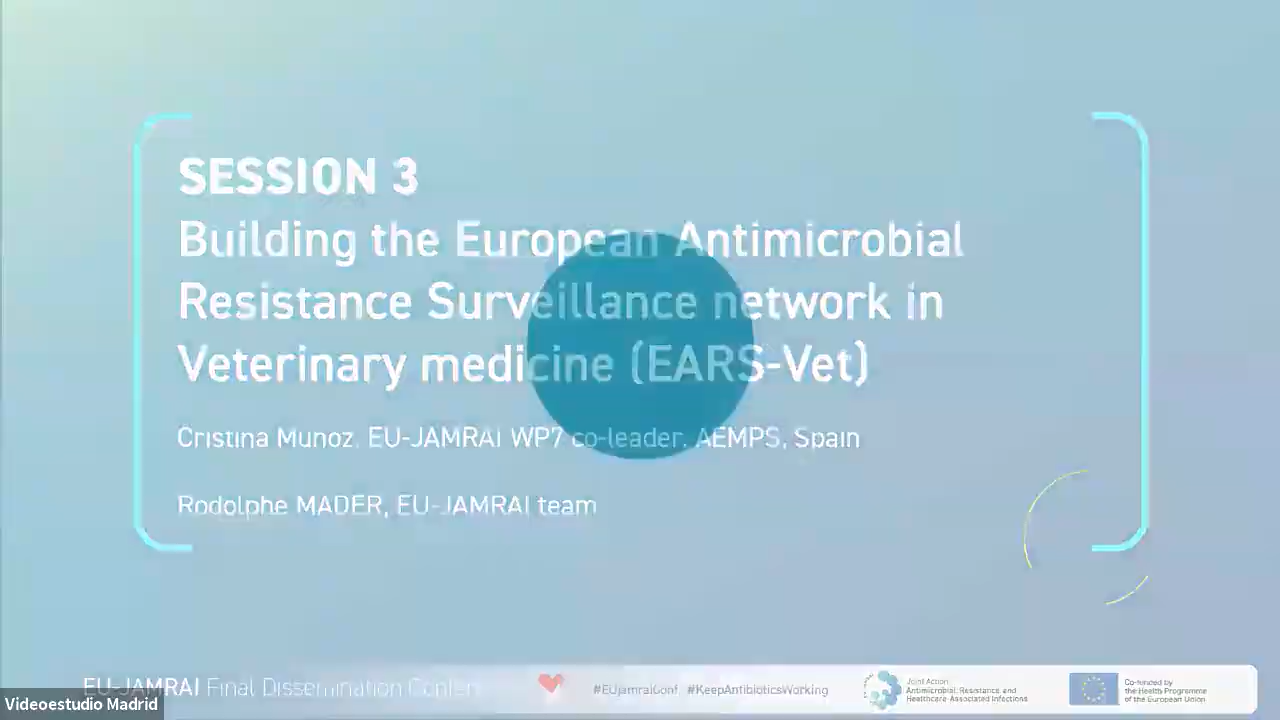 SESSION 3
Building the European Antimicrobial
Resistance Surveillance network in
Veterinary medicine (EARS-Vet)
Cristina Munoz. EU-JAMRAI WP7 co-leader. AEMPS, Spain
Rodolphe MADER, EU-JAMRAI team
EU-JAMRAI Final Dissemination
#EUjamraiConf #KeepAntibioticsWorking
Joint Action
Antimicrobial Resistance and
Healthcare-Associated Infections
Co-funded by
the Health Programme
of the European Union
Videoestudio Madrid